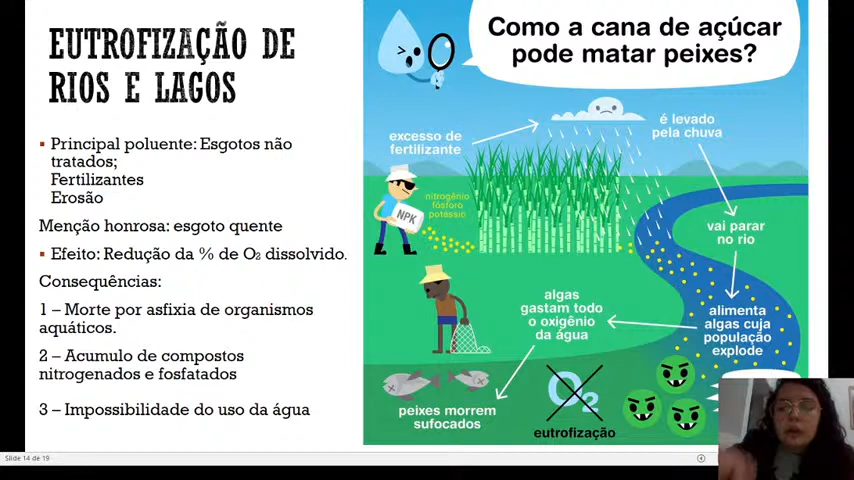 EUTROFIZAÇÃO DE
RIOS E LAGOS
▪ Principal poluente: Esgotos não
tratados;
Fertilizantes
Erosão
Menção honrosa: esgoto quente
▪ Efeito: Redução da % de O₂ dissolvido.
Consequências:
1 – Morte por asfixia de organismos
aquáticos.
2 – Acumulo de compostos
nitrogenados e fosfatados
3 – Impossibilidade do uso da água
Como a cana de açúcar
pode matar peixes?
excesso de
fertilizante
é levado
pela chuva
nitrogênio
fósforo
potássio
NPK
vai parar
no rio
alimenta
algas cuja
população
explode
algas
gastam todo
o oxigênio
da água
peixes morrem
sufocados
O₂
eutrofização
Slide 14 de 19